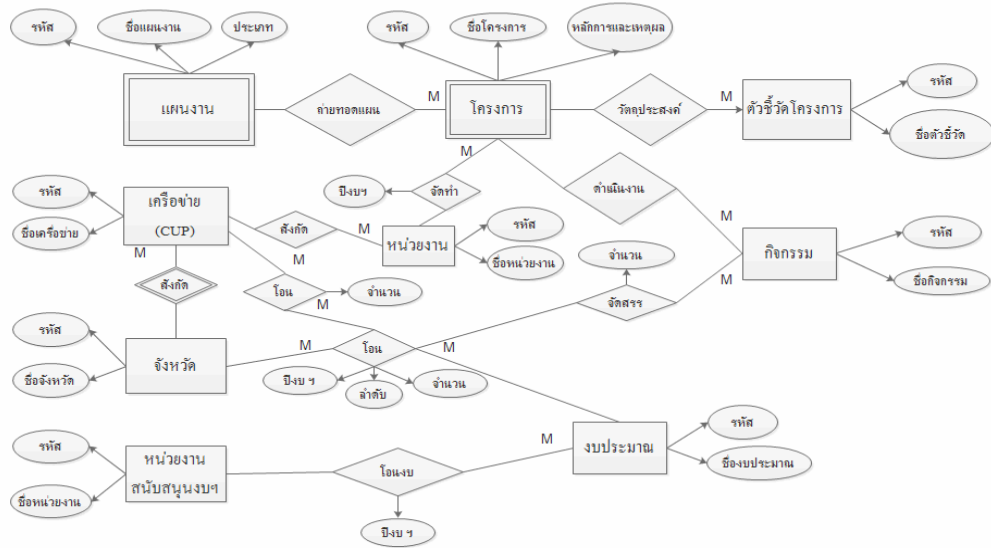 รหัส
ชื่อแผนงาน
ประเภท
รหัส
ชื่อโครงการ
หลักการและเหตุผล
แผนงาน
ถ่ายทอดแผน
M
โครงการ
วัตถุประสงค์
M
ตัวชี้วัดโครงการ
รหัส
ชื่อตัวชี้วัด
M
M
รหัส
ชื่อเครือข่าย
เครือข่าย
(CUP)
ปีงบฯ
จัดทำ
ดำเนินงาน
สังกัด
M
หน่วยงาน
รหัส
ชื่อหน่วยงาน
M
กิจกรรม
รหัส
ชื่อกิจกรรม
M
สังกัด
M
โอน
จำนวน
จำนวน
จัดสรร
M
M
รหัส
ชื่อจังหวัด
จังหวัด
M
โอน
M
ปีงบ ฯ
ลำดับ
จำนวน
รหัส
ชื่อหน่วยงาน
หน่วยงาน
สนับสนุนงบฯ
โอนงบ
M
งบประมาณ
รหัส
ชื่องบประมาณ
ปีงบ ฯ